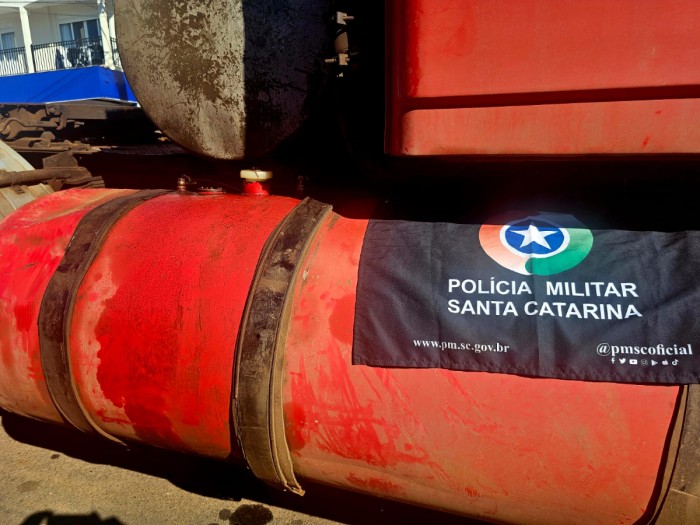 POLÍCIA MILITAR
SANTA CATARINA
www.pm.sc.gov.br
@pmscoficial